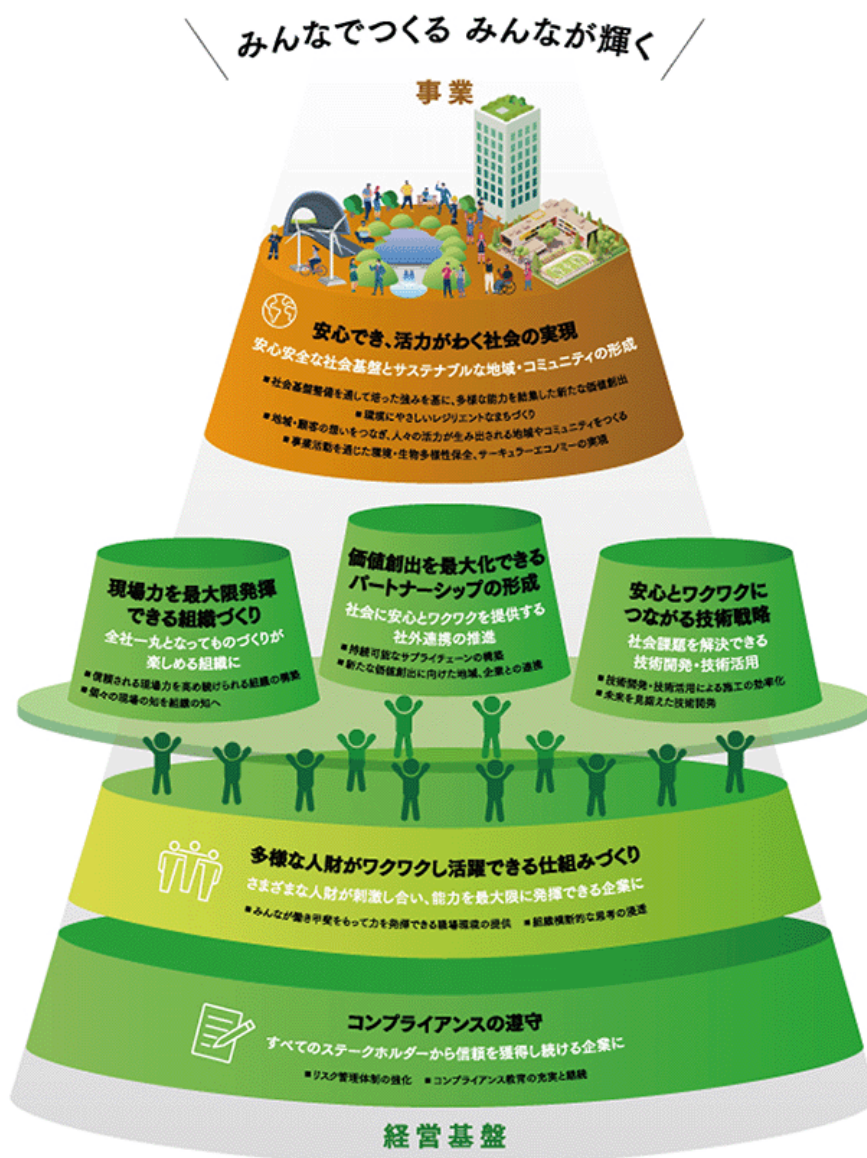 みんなでつくる みんなが輝く
事業
安心でき、活力がわく社会の実現
安心安全な社会基盤とサステナブルな地域・コミュニティの形成
■社会基盤整備を通して培った強みを基に、多様な能力を結集した新たな価値創出
■環境にやさしいレジリエントなまちづくり
■地域・顧客の想いをつなぎ、人々の活力が生み出される地域やコミュニティをつくる
■事業活動を通じた環境・生物多様性保全、サーキュラーエコノミーの実現
現場力を最大限発揮
できる組織づくり
全社一丸となってものづくりが
楽しめる組織に
■信頼される現場力を高め続けられる組織の構築
■個々の現場の知を組織の知へ
価値創出を最大化できる
パートナーシップの形成
社会に安心とワクワクを提供する
社外連携の推進
■持続可能なサプライチェーンの構築
■新たな価値創出に向けた地域、企業との連携
安心とワクワクに
つながる技術戦略
社会課題を解決できる
技術開発・技術活用
■技術開発・技術活用による施工の効率化
■未来を見据えた技術開発
多様な人財がワクワクし活躍できる仕組みづくり
さまざまな人財が刺激し合い、能力を最大限に発揮できる企業に
■みんなが働き甲斐をもって力を発揮できる職場環境の提供 ■組織横断的な思考の浸透
コンプライアンスの遵守
すべてのステークホルダーから信頼を獲得し続ける企業に
■リスク管理体制の強化 ■コンプライアンス教育の充実と継続
経営基盤